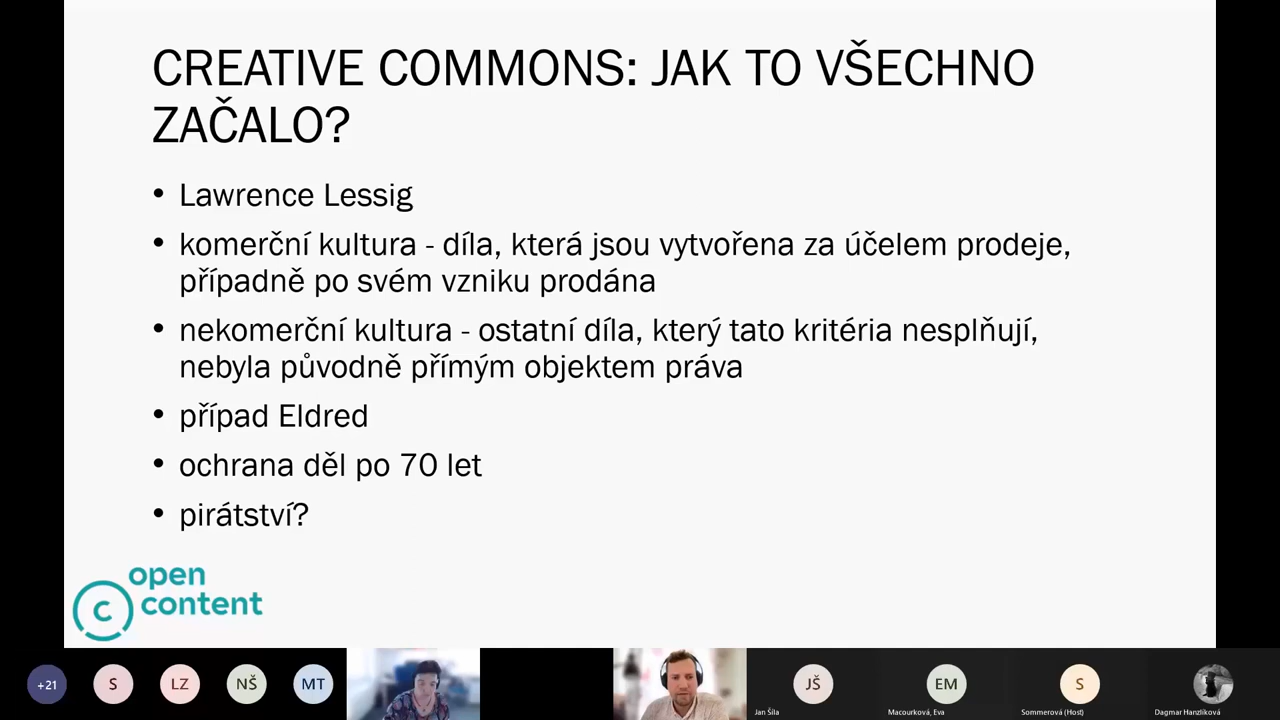 CREATIVE COMMONS: JAK TO VŠECHNO
ZAČALO?
• Lawrence Lessig
• komerční kultura - díla, která jsou vytvořena za účelem prodeje,
případně po svém vzniku prodána
• nekomerční kultura - ostatní díla, který tato kritéria nesplňují,
nebyla původně přímým objektem práva
• případ Eldred
• ochrana děl po 70 let
• pirátství?
open
c content
+21 S LZ NŠ MT JŠ EM S
Jan Šíla Macourková, Eva Sommerová (Host) Dagmar Hanzlíková